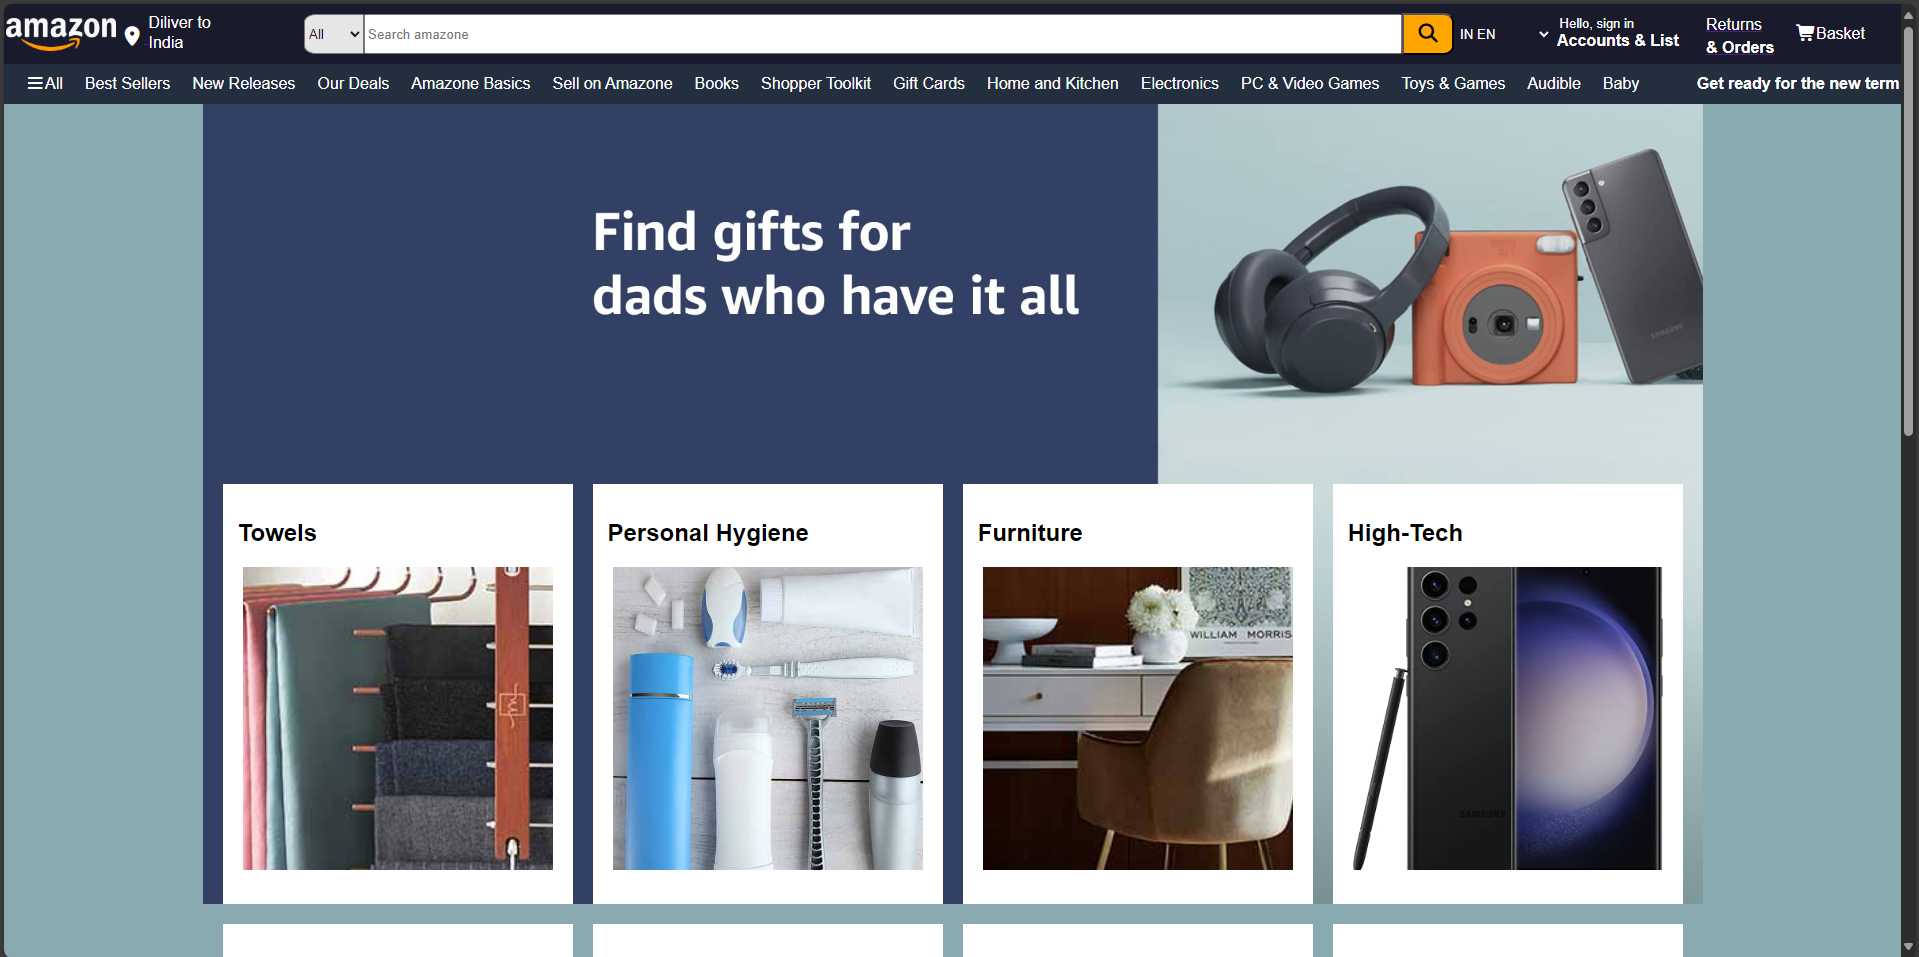 amazon
Diliver to
India
All
Search amazone
IN EN
Hello, sign in
Accounts & List
Returns
& Orders
Basket
All
Best Sellers
New Releases
Our Deals
Amazone Basics
Sell on Amazone
Books
Shopper Toolkit
Gift Cards
Home and Kitchen
Electronics
PC & Video Games
Toys & Games
Audible
Baby
Get ready for the new term
Find gifts for
dads who have it all
SAMSUNG
Towels
Personal Hygiene
Furniture
High-Tech
WILLIAM MORRIS
SAMSUNG